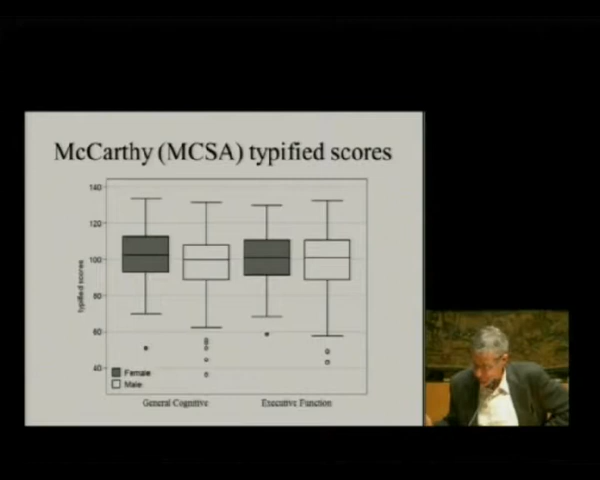 McCarthy (MCSA) typified scores
140
120
100
80
60
40
typified scores
Female
Male
General Cognitive
Executive Function